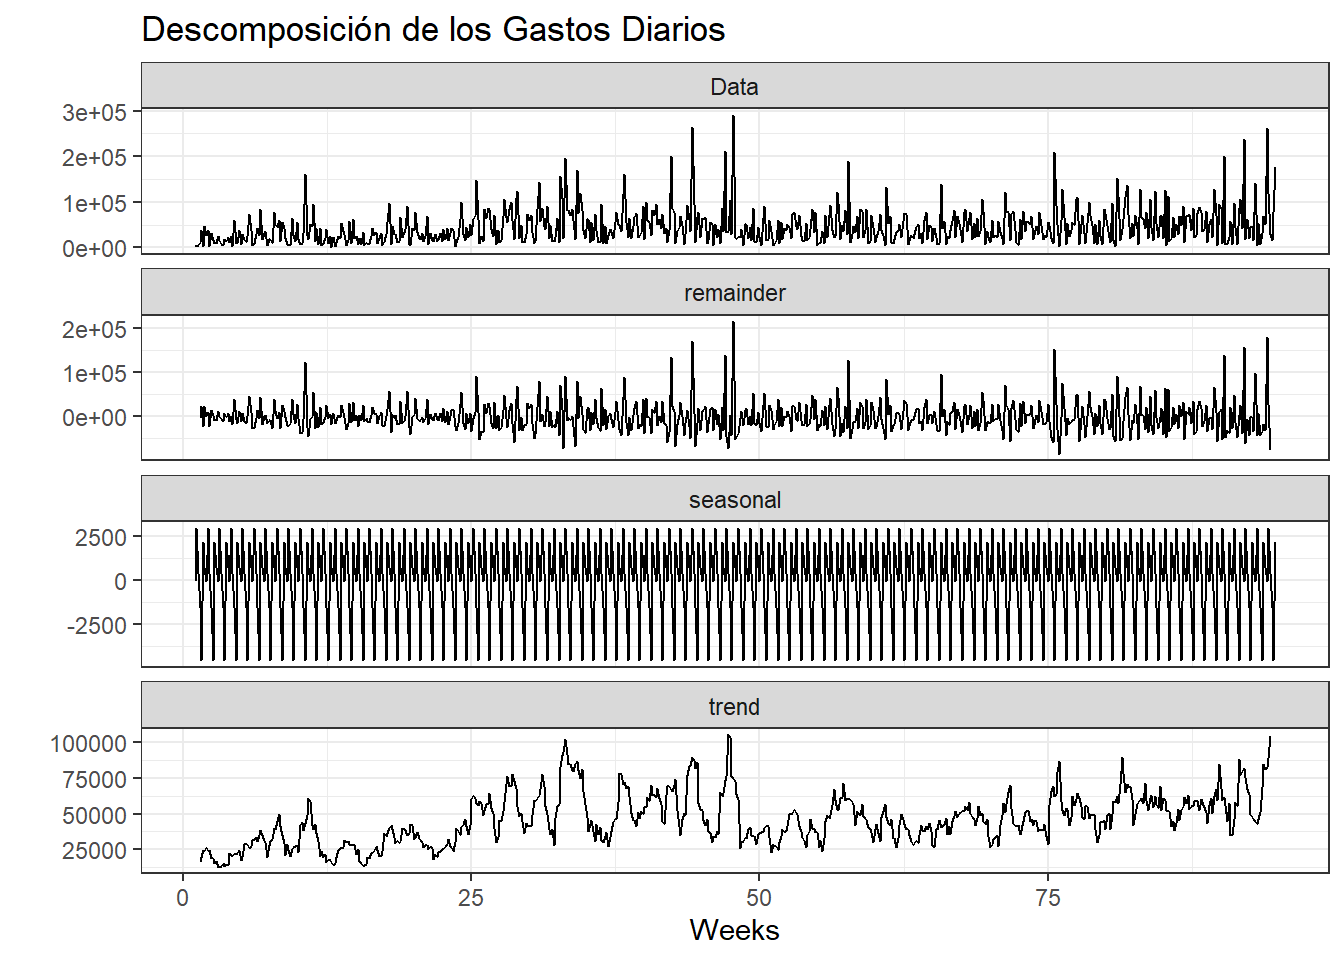 Descomposición de los Gastos Diarios
Data
3e+05
2e+05
1e+05
0e+00
remainder
2e+05
1e+05
0e+00
seasonal
2500
0
-2500
trend
100000
75000
50000
25000
0 25 50 75
Weeks